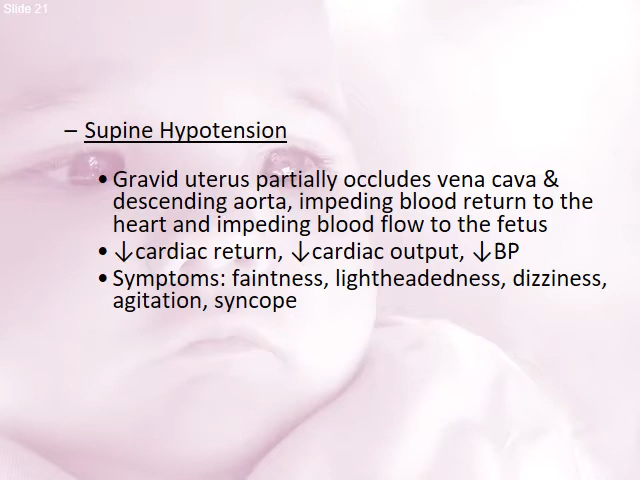 Slide 21
– Supine Hypotension
• Gravid uterus partially occludes vena cava &
descending aorta, impeding blood return to the
heart and impeding blood flow to the fetus
• ↓cardiac return, ↓cardiac output, ↓BP
• Symptoms: faintness, lightheadedness, dizziness,
agitation, syncope